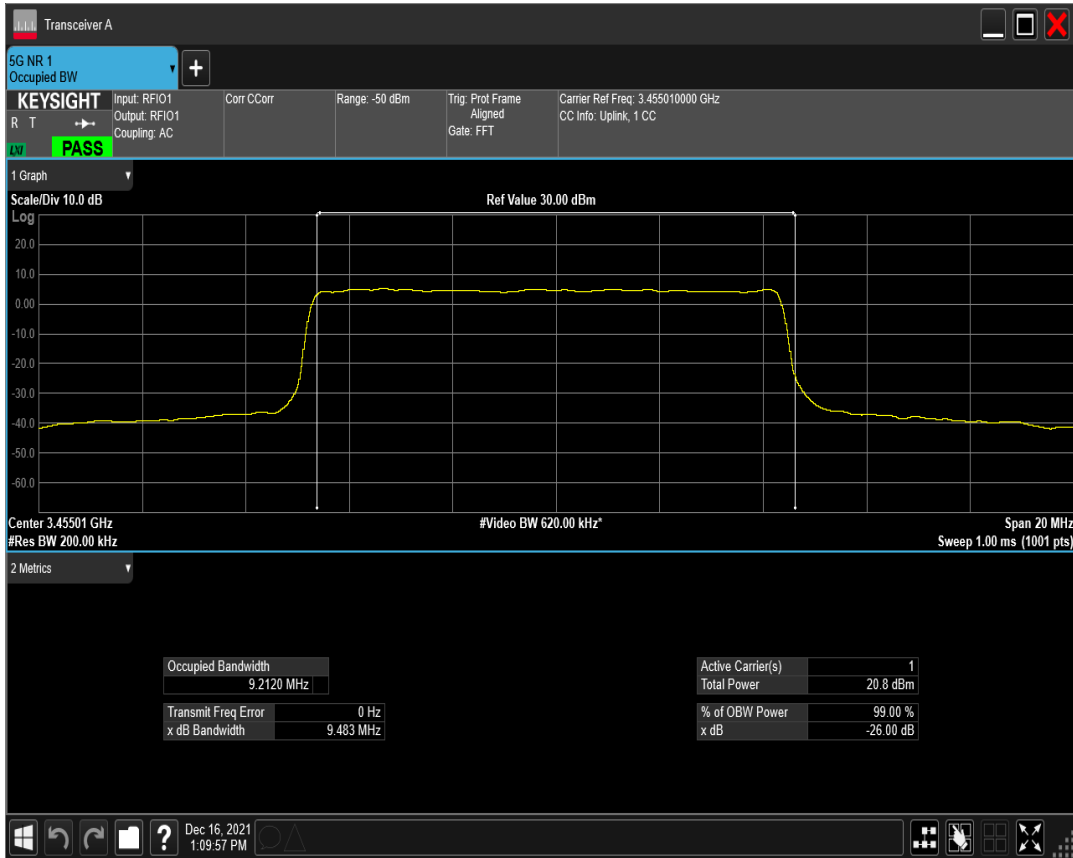 Transceiver A
5G NR 1
Occupied BW
KEYSIGHT
R T
LXI
PASS
Input: RFIO1
Output: RFIO1
Coupling: AC
Corr CCorr
Range: -50 dBm
Trig: Prot Frame
Aligned
Gate: FFT
Carrier Ref Freq: 3.455010000 GHz
CC Info: Uplink, 1 CC
1 Graph
Scale/Div 10.0 dB
Ref Value 30.00 dBm
Log
20.0
10.0
0.00
-10.0
-20.0
-30.0
-40.0
-50.0
-60.0
Center 3.45501 GHz
#Video BW 620.00 kHz*
Span 20 MHz
#Res BW 200.00 kHz
Sweep 1.00 ms (1001 pts)
2 Metrics
Occupied Bandwidth
9.2120 MHz
Transmit Freq Error 0 Hz
x dB Bandwidth 9.483 MHz
Active Carrier(s) 1
Total Power 20.8 dBm
% of OBW Power 99.00 %
x dB -26.00 dB
?
Dec 16, 2021
1:09:57 PM